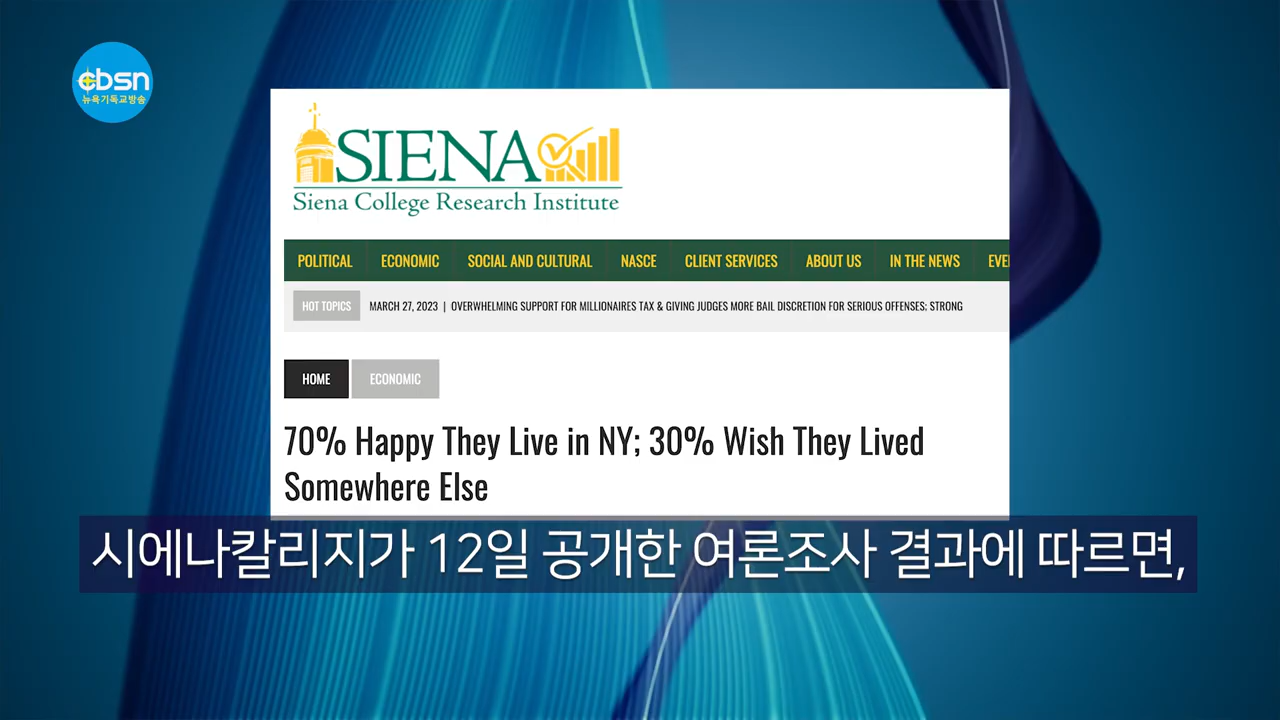 cbsn
뉴욕기독교방송
SIENA
Siena College Research Institute
POLITICAL ECONOMIC SOCIAL AND CULTURAL NASCE CLIENT SERVICES ABOUT US IN THE NEWS EVE
HOT TOPICS MARCH 27, 2023 | OVERWHELMING SUPPORT FOR MILLIONAIRES TAX & GIVING JUDGES MORE BAIL DISCRETION FOR SERIOUS OFFENSES; STRONG
HOME ECONOMIC
70% Happy They Live in NY; 30% Wish They Lived
Somewhere Else
시에나칼리지가 12일 공개한 여론조사 결과에 따르면,